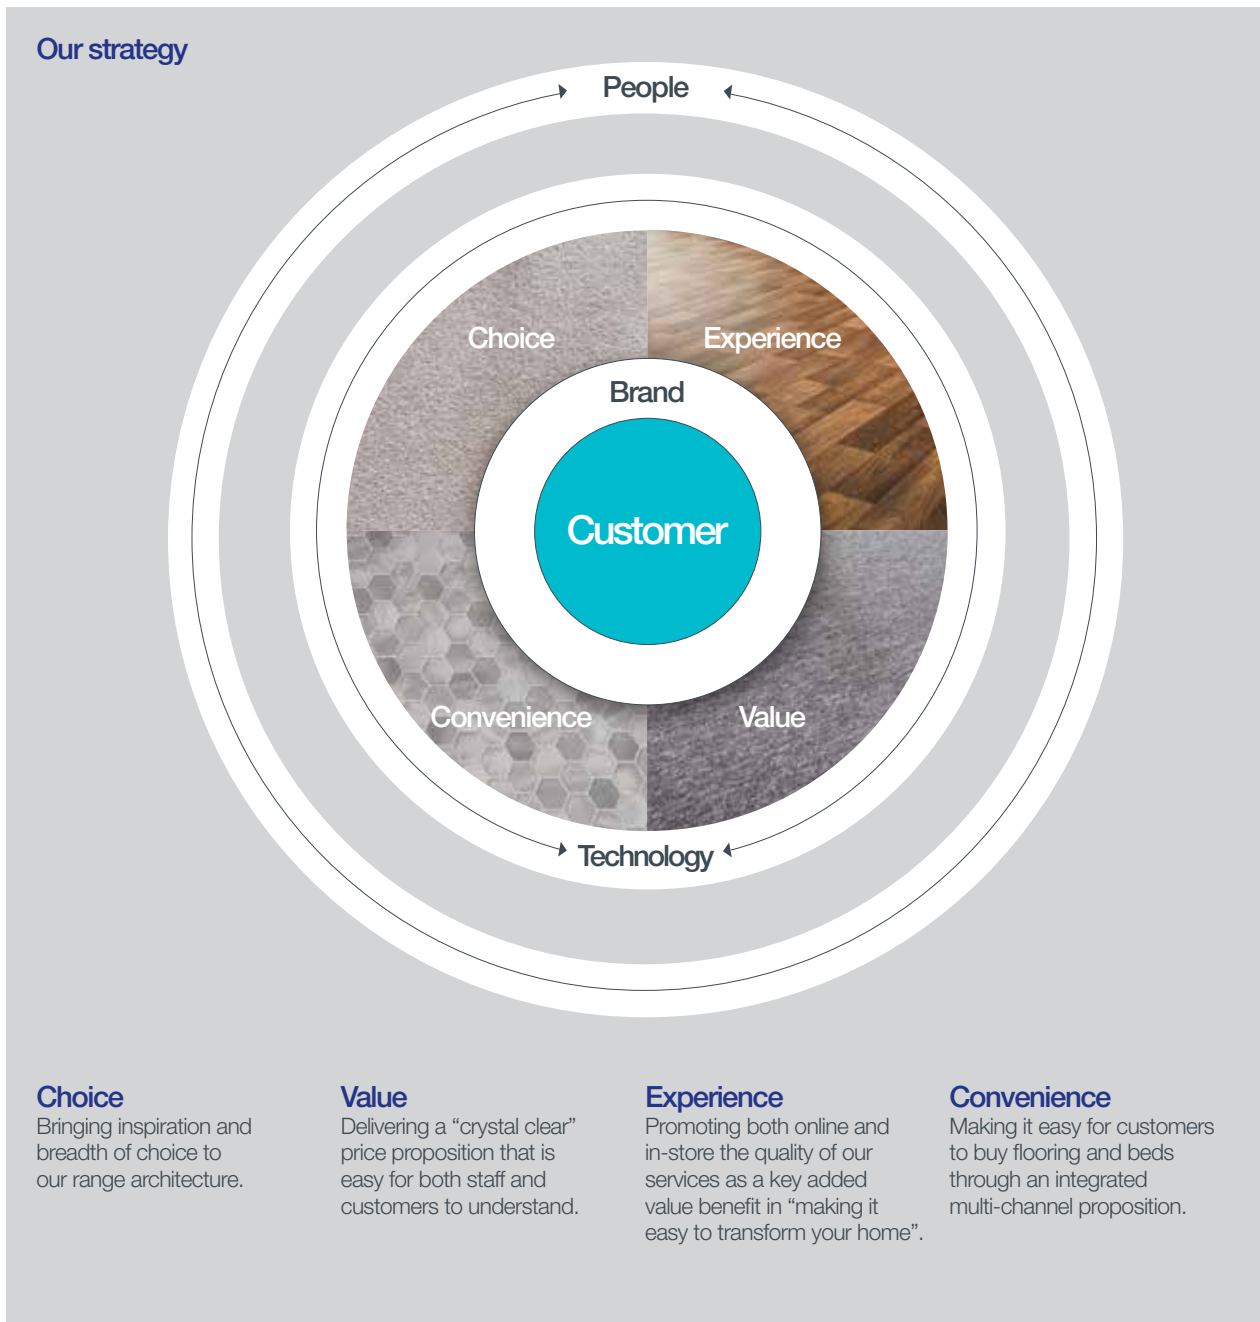 Our strategy
People
Choice
Experience
Brand
Customer
Convenience
Value
Technology
Choice
Bringing inspiration and
breadth of choice to
our range architecture.
Value
Delivering a “crystal clear”
price proposition that is
easy for both staff and
customers to understand.
Experience
Promoting both online and
in-store the quality of our
services as a key added
value benefit in “making it
easy to transform your home”.
Convenience
Making it easy for customers
to buy flooring and beds
through an integrated
multi-channel proposition.